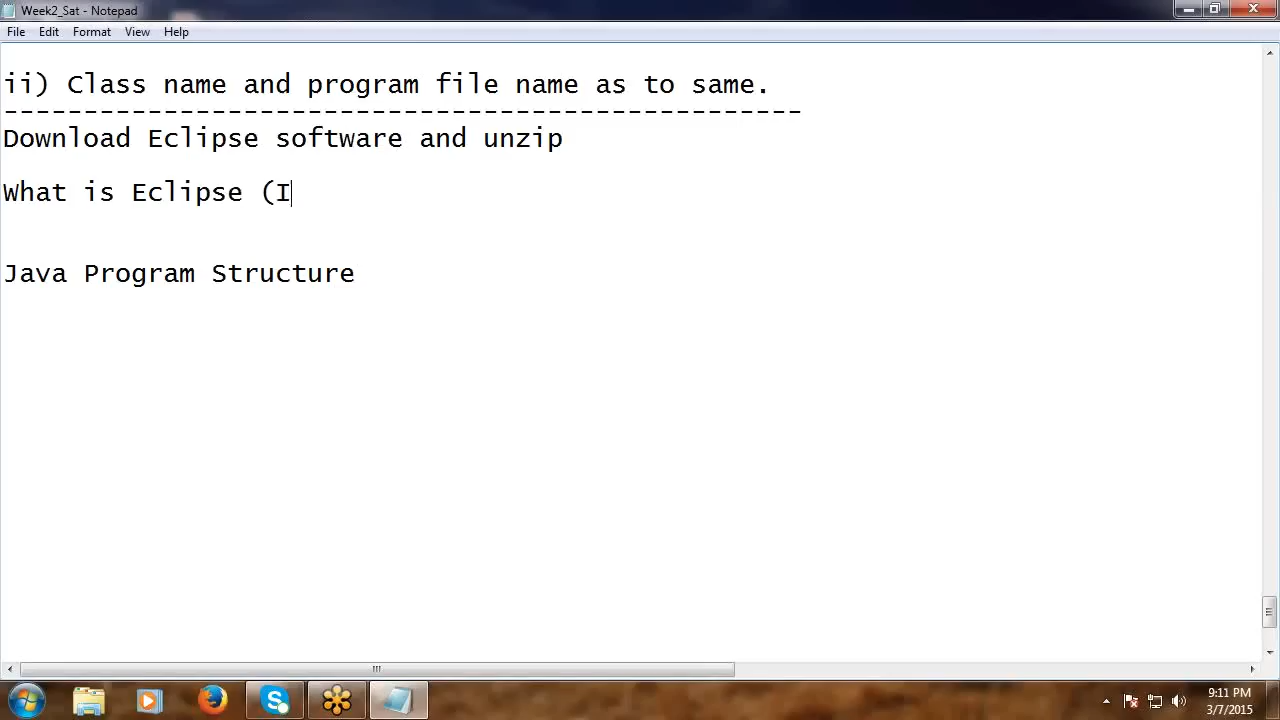 Week2_Sat - Notepad
File Edit Format View Help
ii) Class name and program file name as to same.
--------------------------------------------------
Download Eclipse software and unzip
What is Eclipse (I
Java Program Structure
9:11 PM
3/7/2015